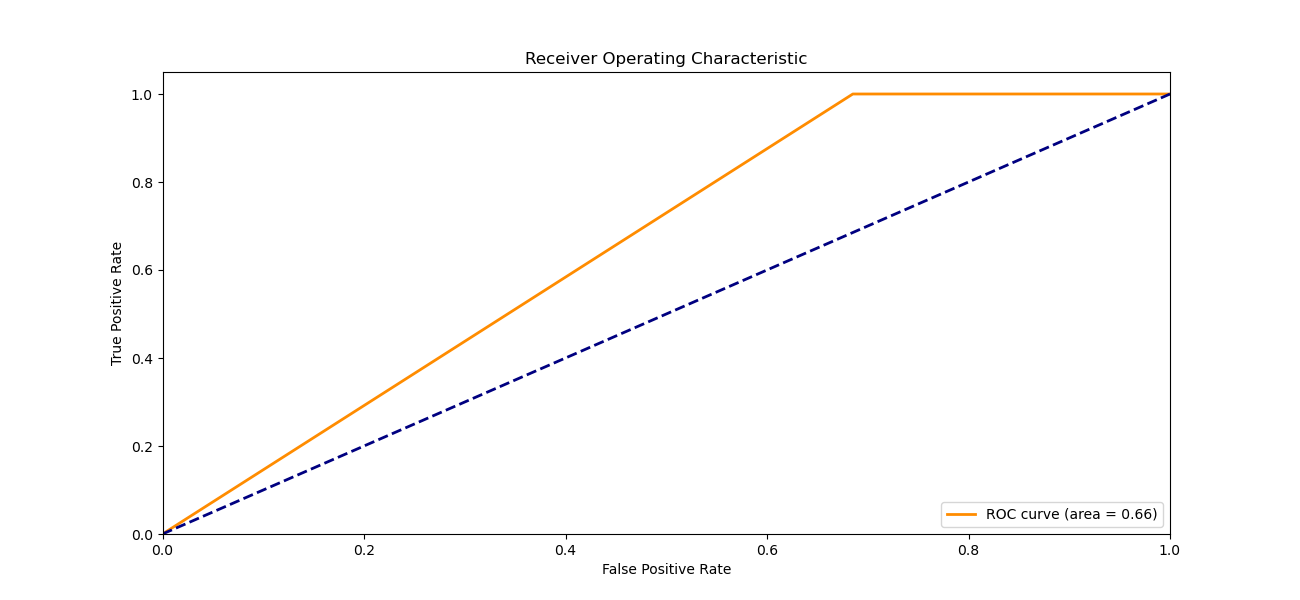 Receiver Operating Characteristic
True Positive Rate
1.0
0.8
0.6
0.4
0.2
0.0
ROC curve (area = 0.66)
0.0 0.2 0.4 0.6 0.8 1.0
False Positive Rate